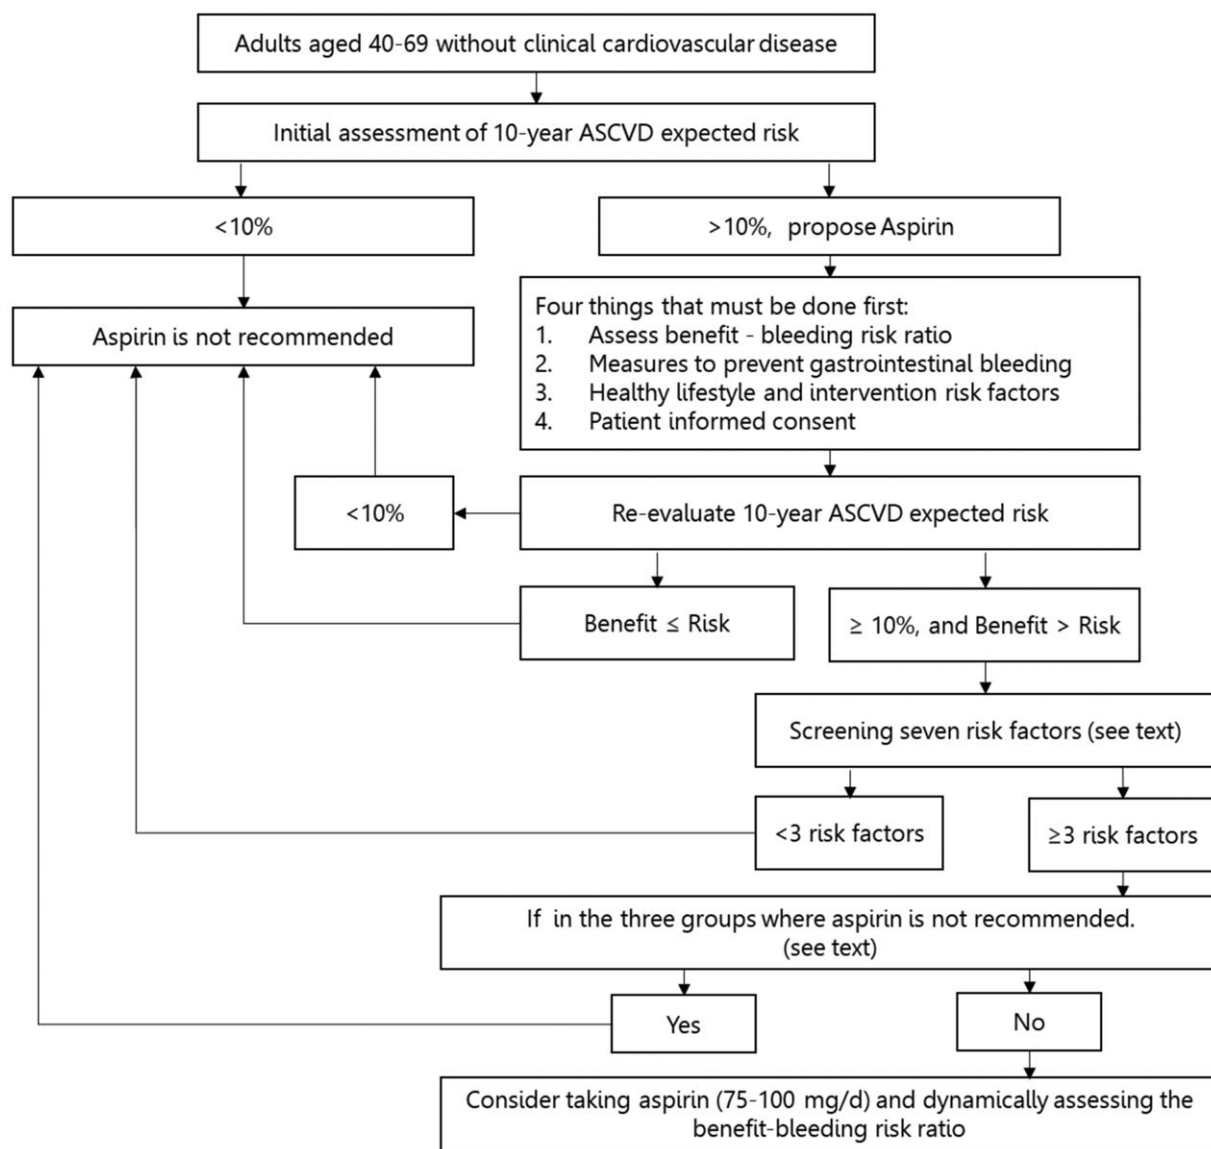 Adults aged 40-69 without clinical cardiovascular disease
Initial assessment of 10-year ASCVD expected risk
<10%
>10%, propose Aspirin
Aspirin is not recommended
Four things that must be done first:
1. Assess benefit - bleeding risk ratio
2. Measures to prevent gastrointestinal bleeding
3. Healthy lifestyle and intervention risk factors
4. Patient informed consent
<10%
Re-evaluate 10-year ASCVD expected risk
Benefit ≤ Risk
≥ 10%, and Benefit > Risk
Screening seven risk factors (see text)
<3 risk factors
≥3 risk factors
If in the three groups where aspirin is not recommended.
(see text)
Yes
No
Consider taking aspirin (75-100 mg/d) and dynamically assessing the
benefit-bleeding risk ratio